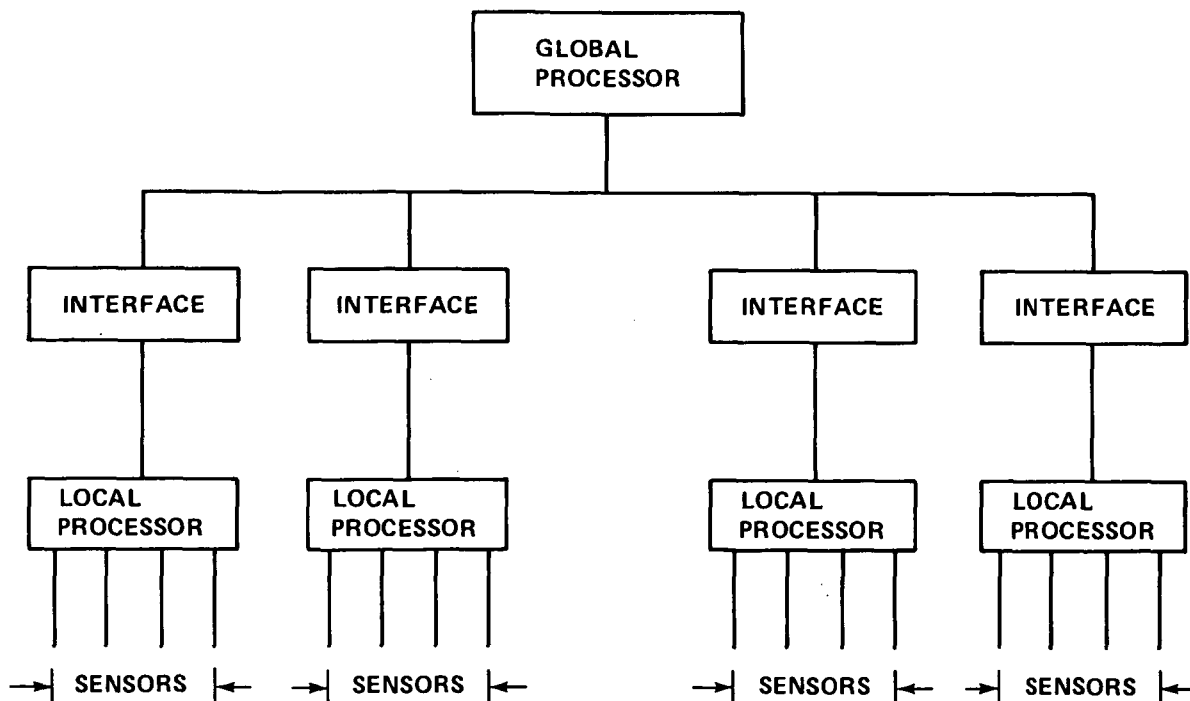 GLOBAL
PROCESSOR
INTERFACE
INTERFACE
INTERFACE
INTERFACE
LOCAL
PROCESSOR
LOCAL
PROCESSOR
LOCAL
PROCESSOR
LOCAL
PROCESSOR
SENSORS
SENSORS
SENSORS
SENSORS